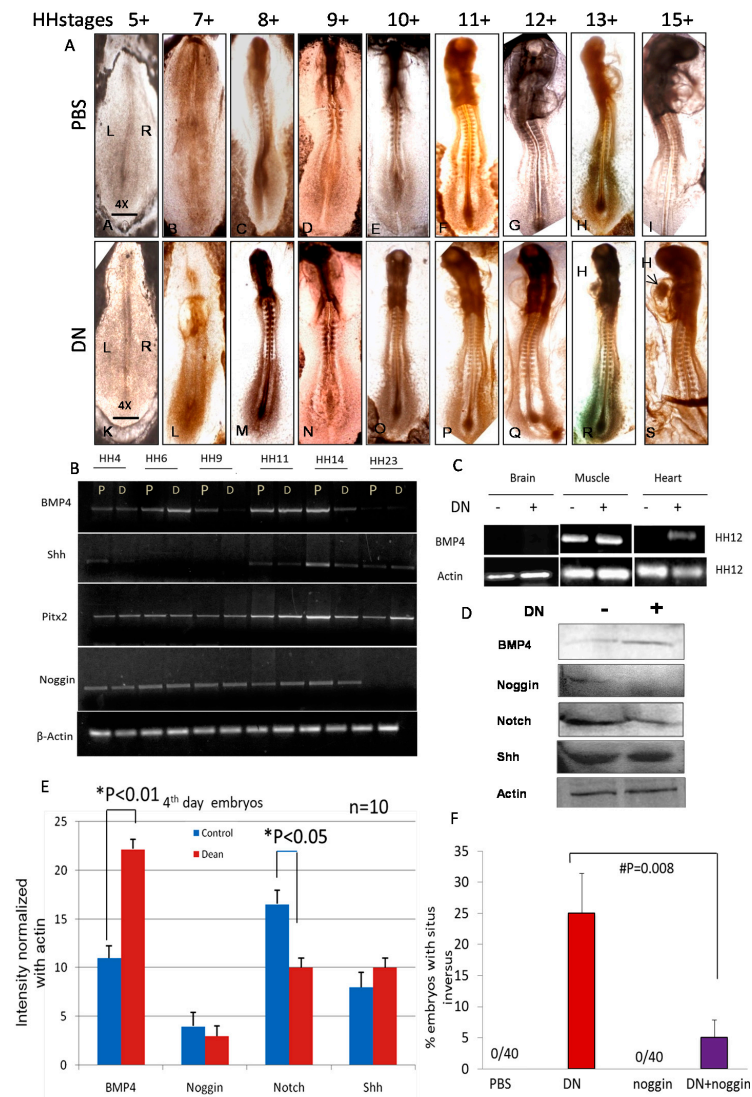 HHstages 5+ 7+ 8+ 9+ 10+ 11+ 12+ 13+ 15+
A
PBS
L R
4X
A B C D E F G H I
DN
H H
L R
4X
K L M N O P Q R S
B
HH4 HH6 HH9 HH11 HH14 HH23
P D P D P D P D P D P D
BMP4
Shh
Pitx2
Noggin
β-Actin
C
Brain Muscle Heart
DN - + - + - +
BMP4 HH12
Actin HH12
D
DN - +
BMP4
Noggin
Notch
Shh
Actin
E
*P<0.01 4th day embryos n=10
Control
Dean
*P<0.05
Intensity normalized
with actin
25
20
15
10
5
0
BMP4 Noggin Notch Shh
F
#P=0.008
% embryos with situs
inversus
35
30
25
20
15
10
5
0
0/40 0/40
PBS DN noggin DN+noggin